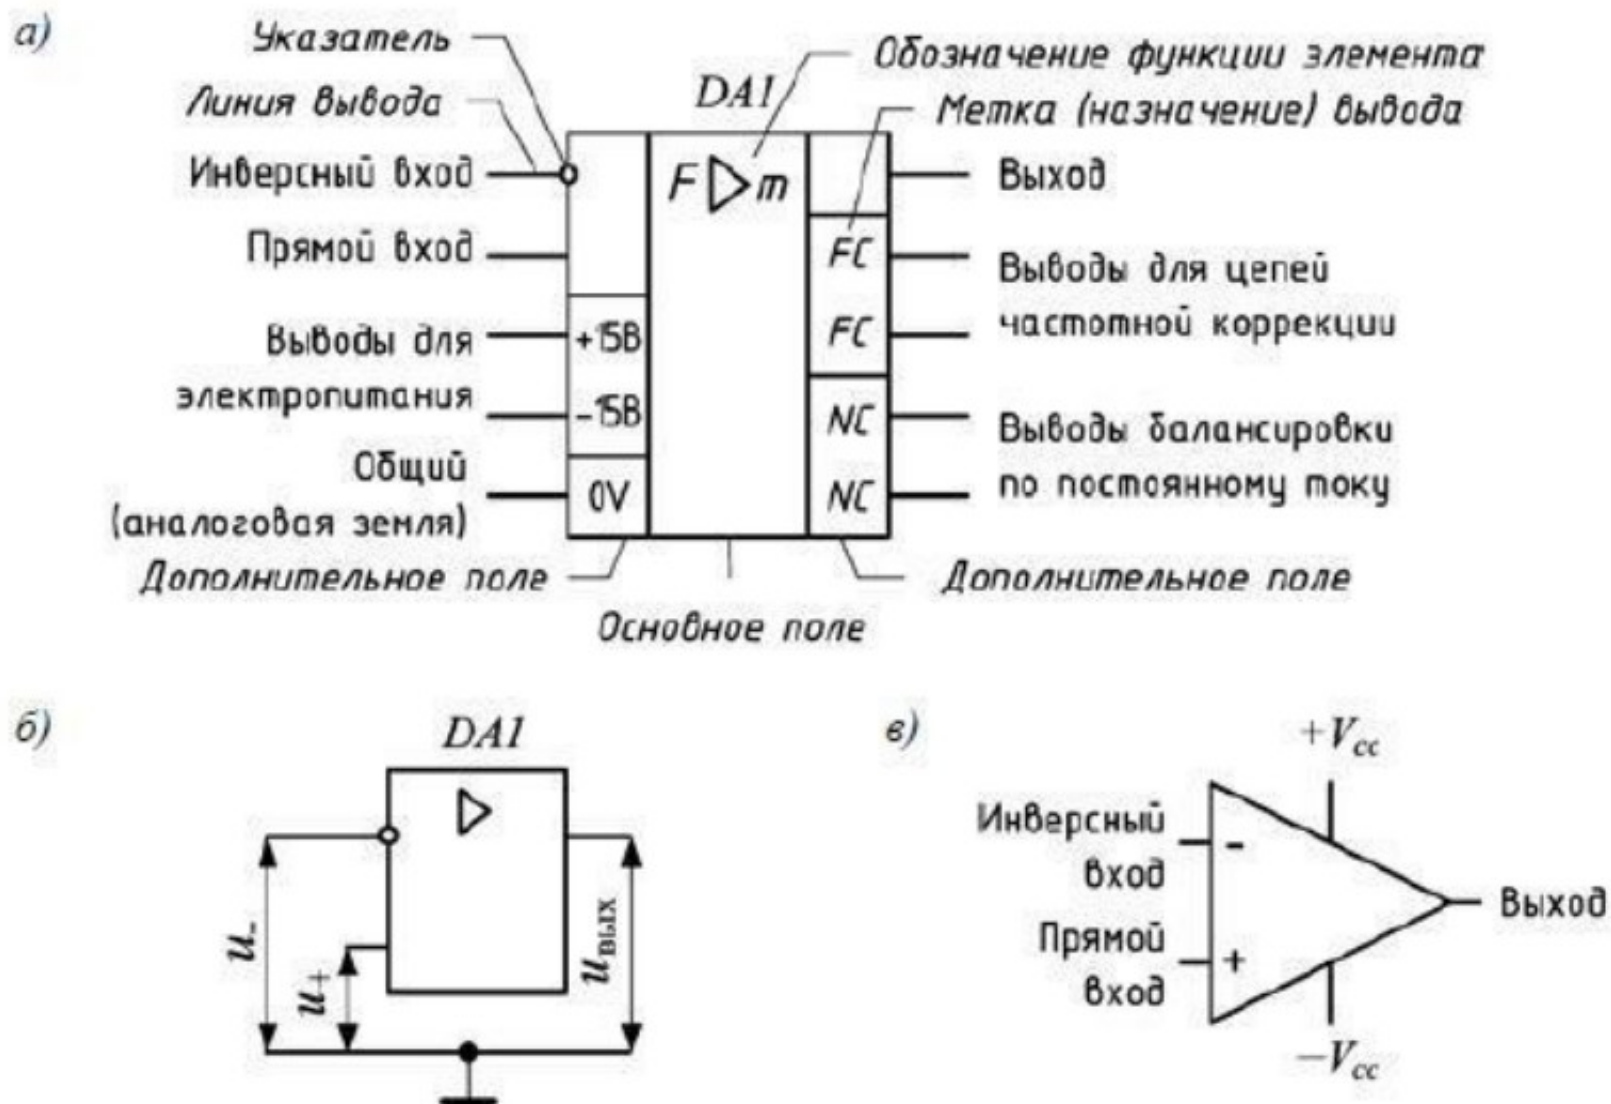 а)
Указатель
Обозначение функции элемента
DA1
Линия вывода
Метка (назначение) вывода
Инверсный вход
F ▷ m
Выход
Прямой вход
FC
Выводы для цепей
Выводы для
+15В
FC
частотной коррекции
электропитания
-15В
NC
Выводы балансировки
Общий
0V
NC
по постоянному току
(аналоговая земля)
Дополнительное поле
Дополнительное поле
Основное поле
б)
DA1
▷
u-
u+
uвых
в)
+Vcc
Инверсный
вход
-
Прямой
вход
+
Выход
−Vcc